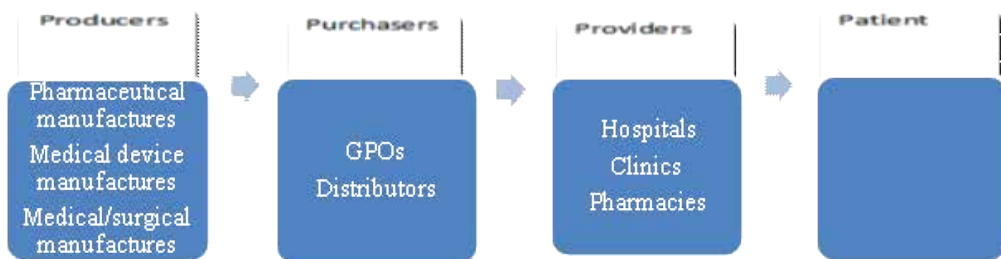 Producers
Purchasers
Providers
Patient
Pharmaceutical
manufactures
Medical device
manufactures
Medical/surgical
manufactures
GPOs
Distributors
Hospitals
Clinics
Pharmacies